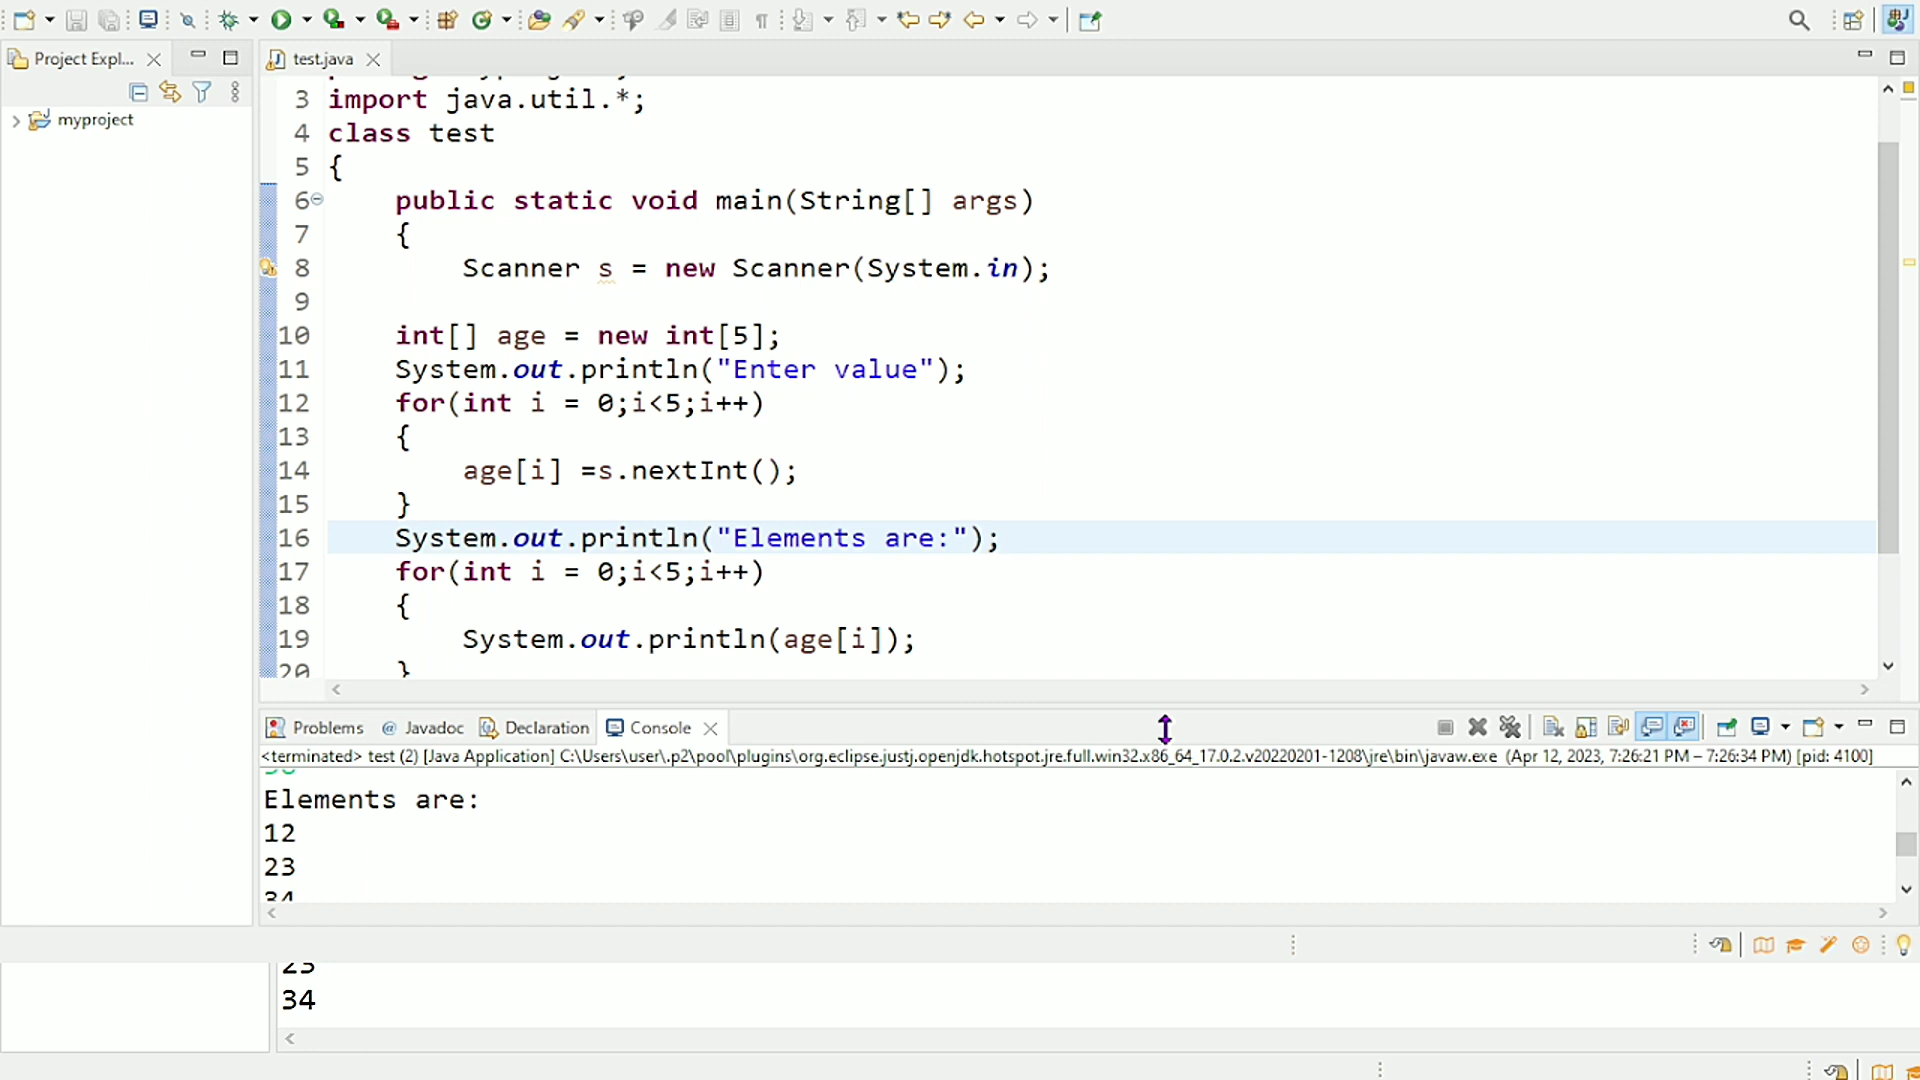 Project Expl...
test.java
myproject
3 import java.util.*;
4 class test
5 {
6 public static void main(String[] args)
7 {
8 Scanner s = new Scanner(System.in);
9
10 int[] age = new int[5];
11 System.out.println("Enter value");
12 for(int i = 0;i<5;i++)
13 {
14 age[i] =s.nextInt();
15 }
16 System.out.println("Elements are:");
17 for(int i = 0;i<5;i++)
18 {
19 System.out.println(age[i]);
20 }
Problems @ Javadoc Declaration Console
<terminated> test (2) [Java Application] C:\Users\user\.p2\pool\plugins\org.eclipse.justj.openjdk.hotspot.jre.full.win32.x86_64_17.0.2.v20220201-1208\jre\bin\javaw.exe (Apr 12, 2023, 7:26:21 PM – 7:26:34 PM) [pid: 4100]
Elements are:
12
23
34
23
34